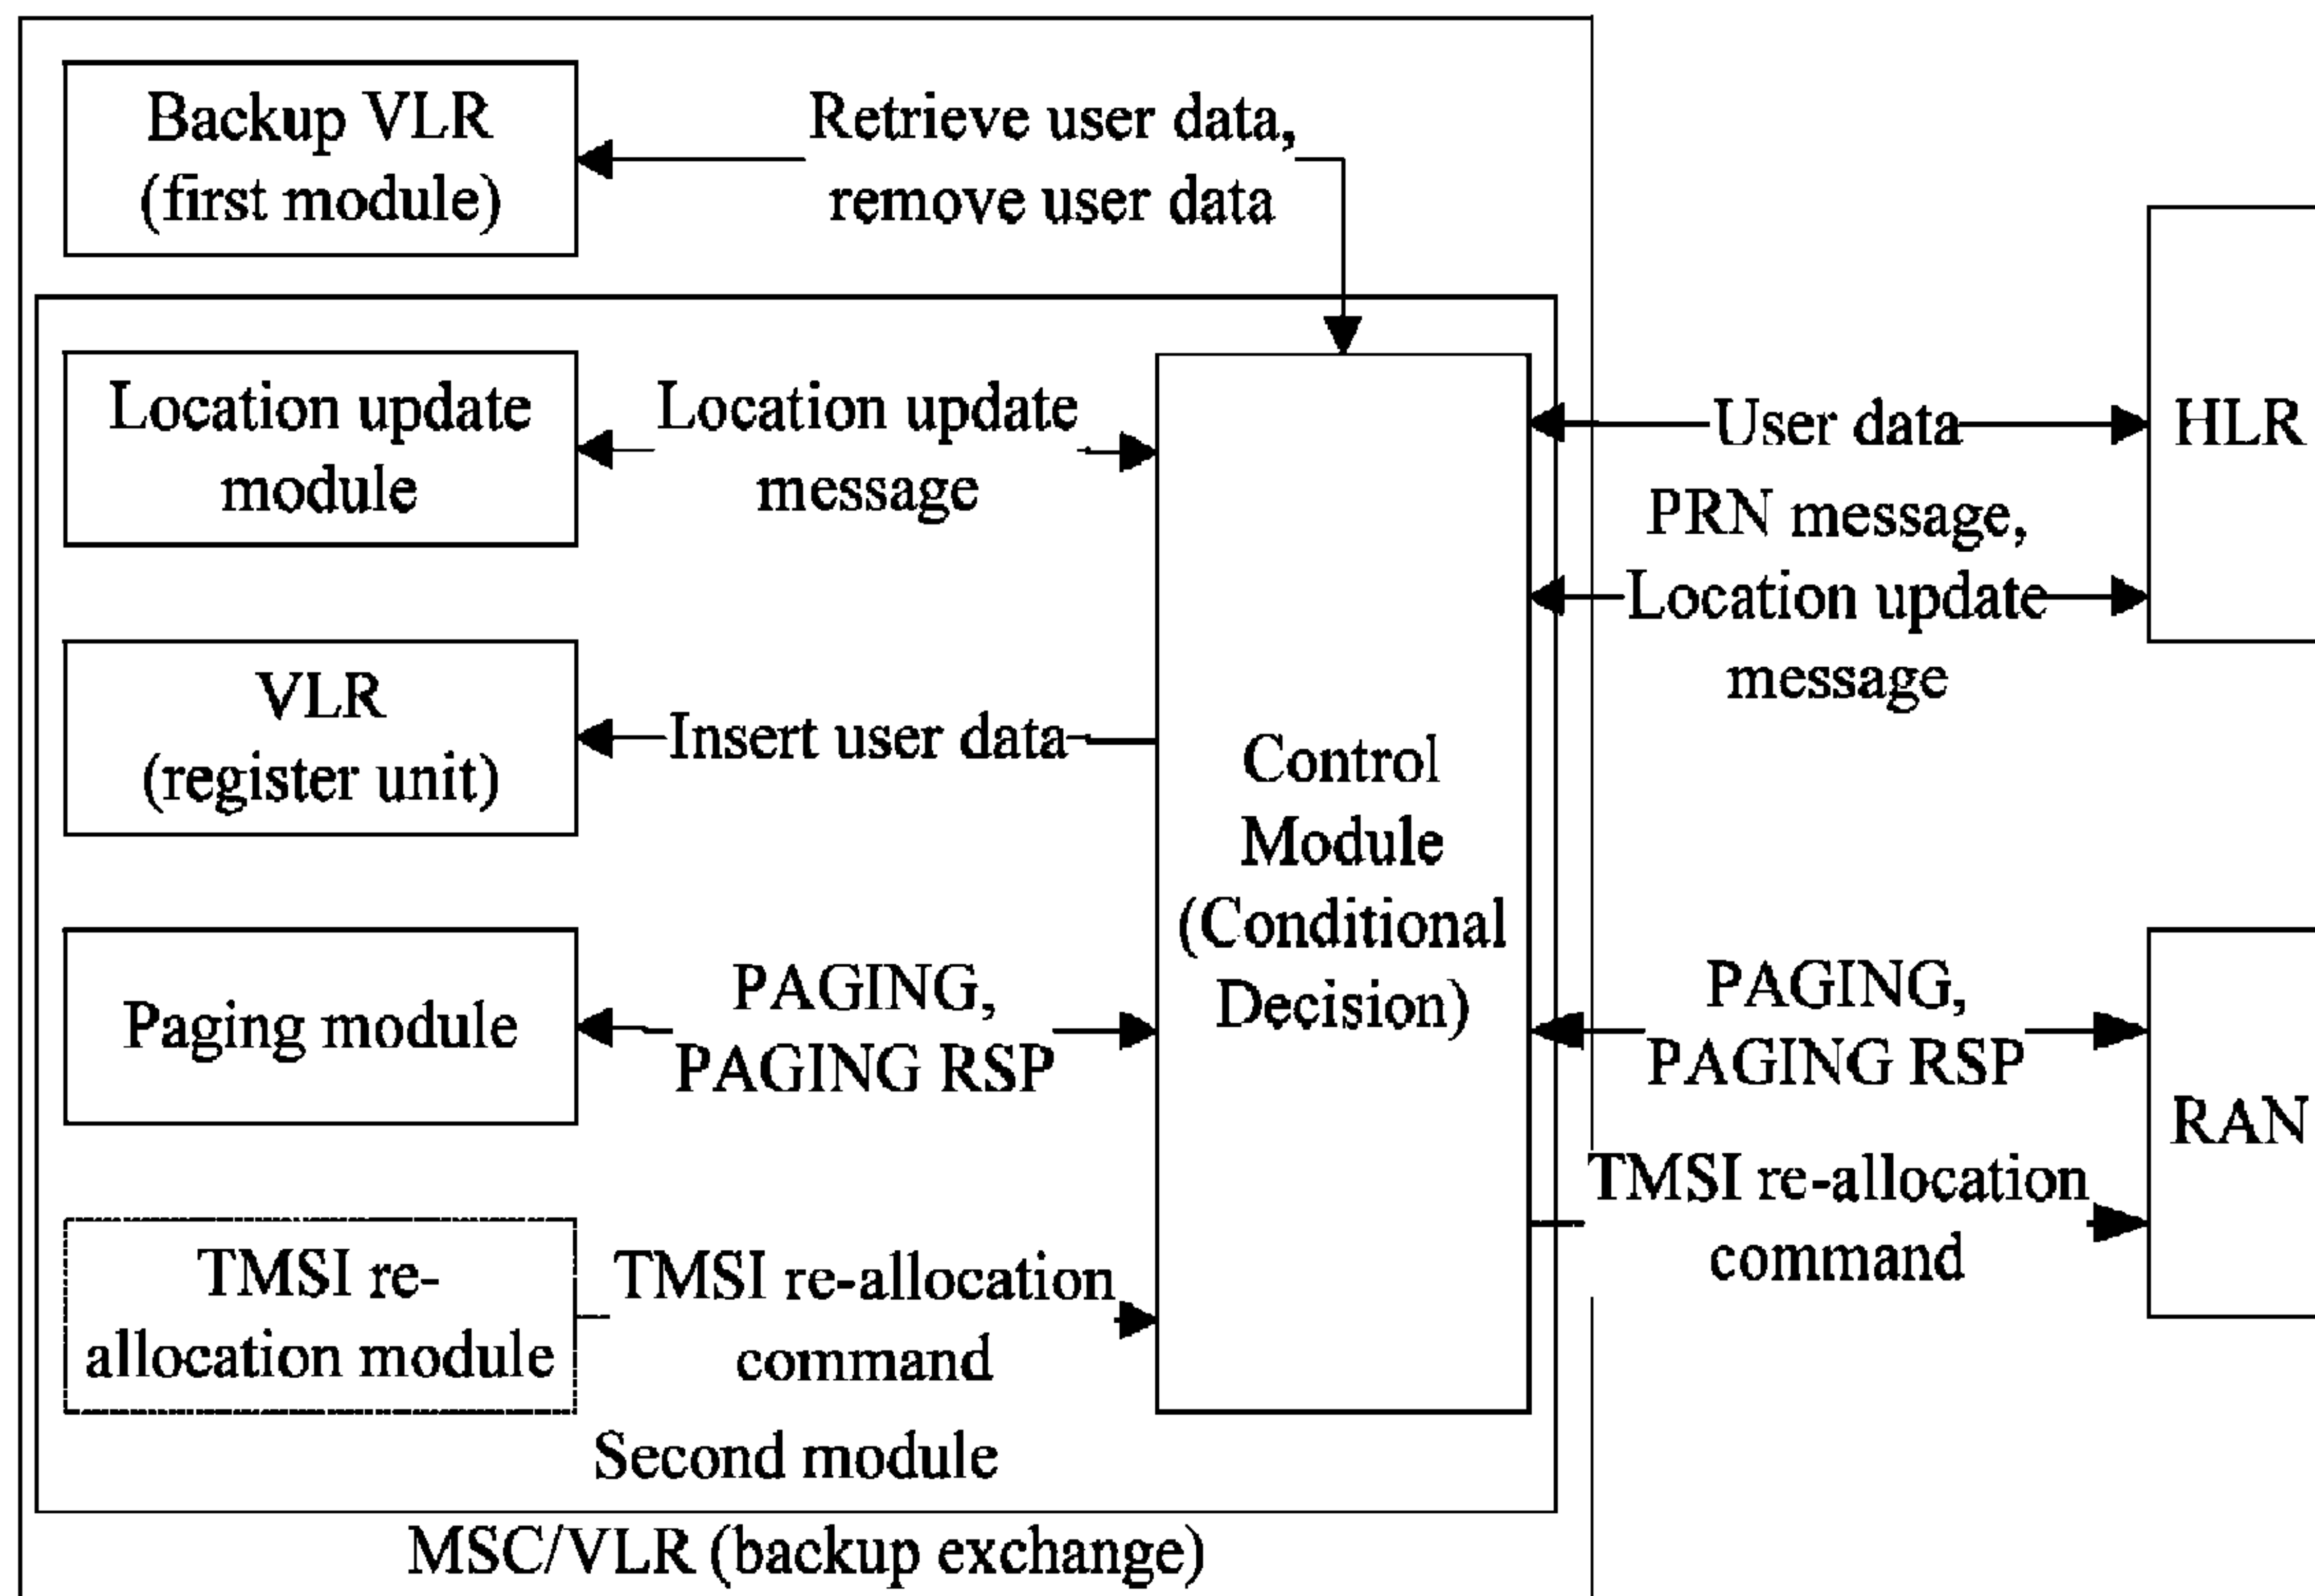 Backup VLR
(first module)
Retrieve user data,
remove user data
Location update
module
Location update
message
VLR
(register unit)
Insert user data
Paging module
PAGING,
PAGING RSP
TMSI re-
allocation module
TMSI re-allocation
command
Control
Module
(Conditional
Decision)
Second module
MSC/VLR (backup exchange)
User data
PRN message,
Location update
message
HLR
PAGING,
PAGING RSP
TMSI re-allocation
command
RAN